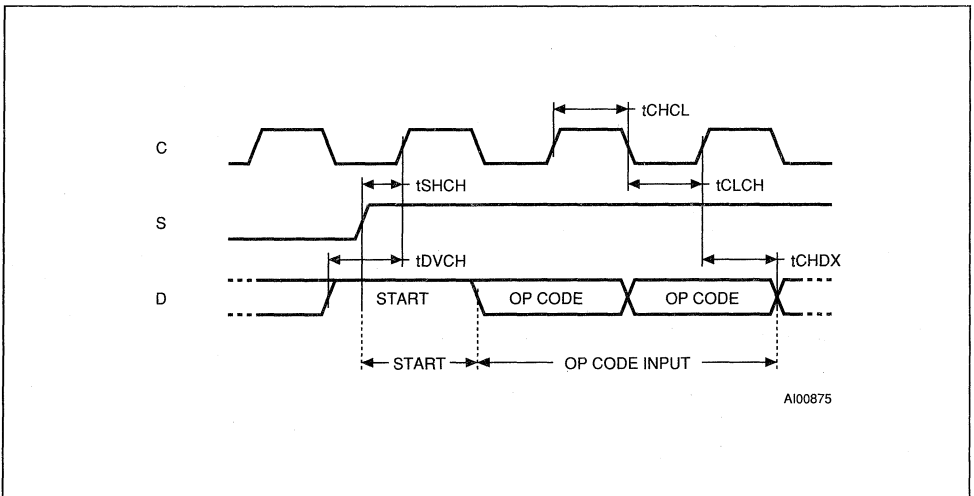 tCHCL
C
tSHCH
tCLCH
S
tDVCH
tCHDX
D
START
OP CODE
OP CODE
START
OP CODE INPUT
AI00875